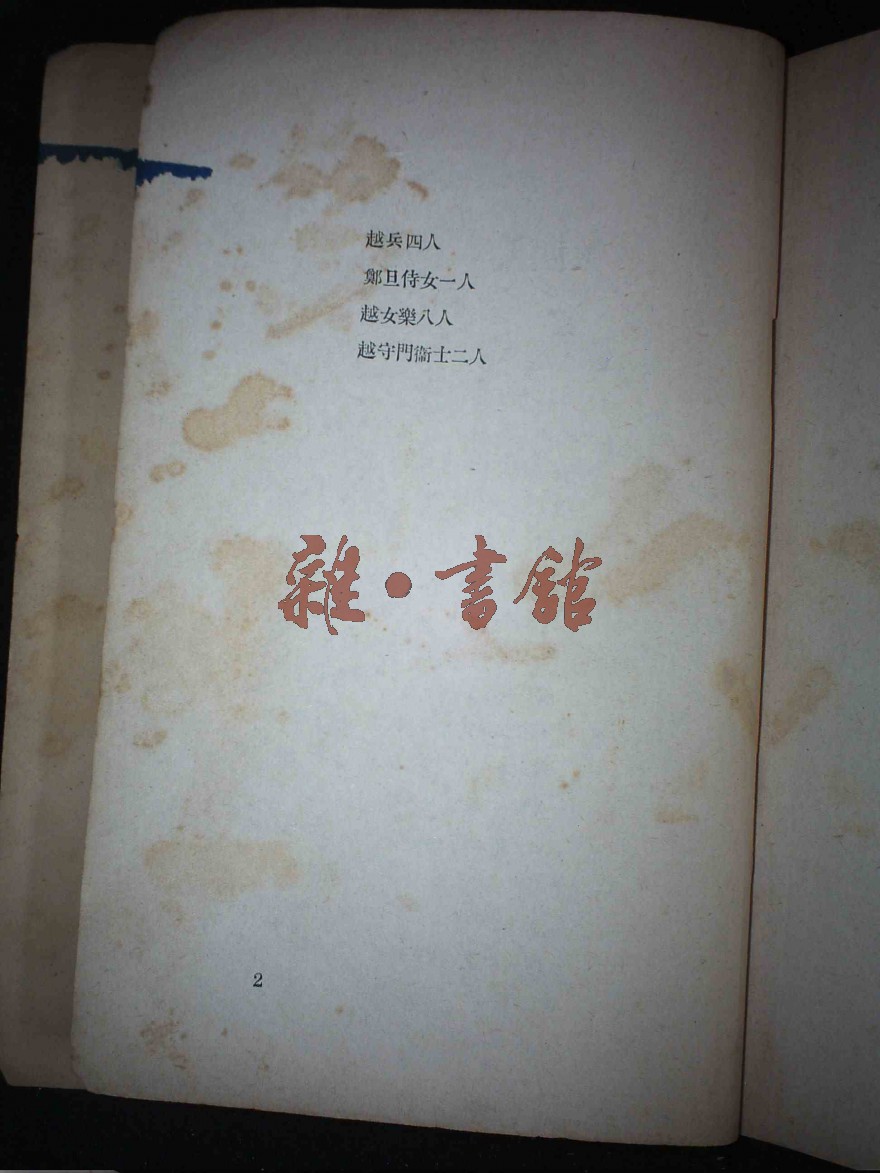 越兵四人
鄭旦侍女一人
越女樂八人
越守門衞士二人
雜·書館
2